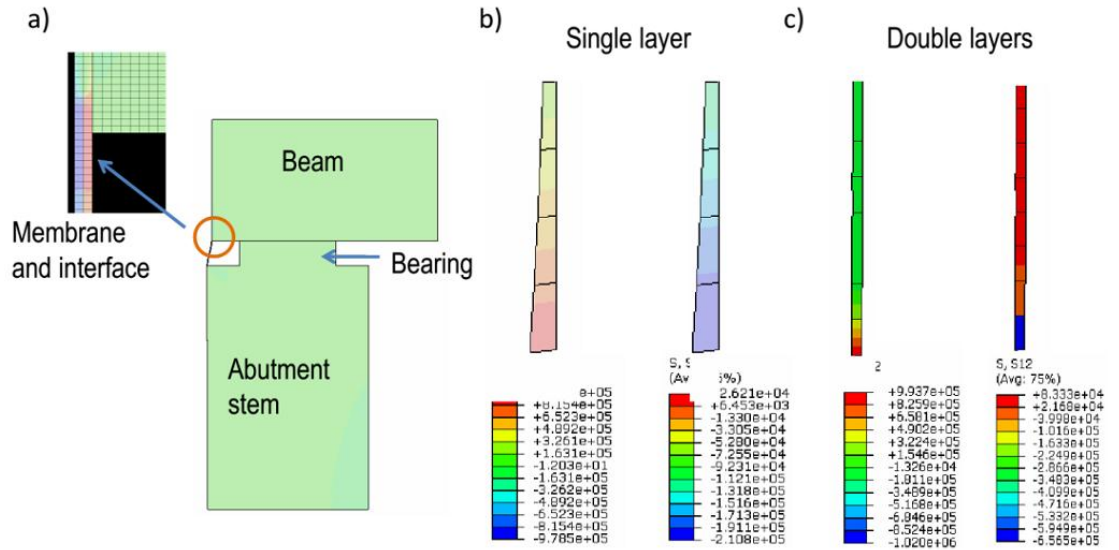 a)
Beam
Membrane
and interface
Bearing
Abutment
stem
b)
Single layer
e+05
+8.154e+05
+6.523e+05
+4.892e+05
+3.261e+05
+1.631e+05
-1.203e+01
-1.631e+05
-3.262e+05
-4.892e+05
-6.523e+05
-8.154e+05
-9.785e+05
S, S
(Av 5%)
2.621e+04
+6.453e+03
-1.330e+04
-3.305e+04
-5.280e+04
-7.255e+04
-9.231e+04
-1.121e+05
-1.318e+05
-1.516e+05
-1.713e+05
-1.911e+05
-2.108e+05
c)
Double layers
2
+9.937e+05
+8.259e+05
+6.581e+05
+4.902e+05
+3.224e+05
+1.546e+05
-1.326e+04
-1.811e+05
-3.489e+05
-5.168e+05
-6.846e+05
-8.524e+05
-1.020e+06
S, S12
(Avg: 75%)
+8.333e+04
+2.168e+04
-3.998e+04
-1.016e+05
-1.633e+05
-2.249e+05
-2.866e+05
-3.483e+05
-4.099e+05
-4.716e+05
-5.332e+05
-5.949e+05
-6.565e+05